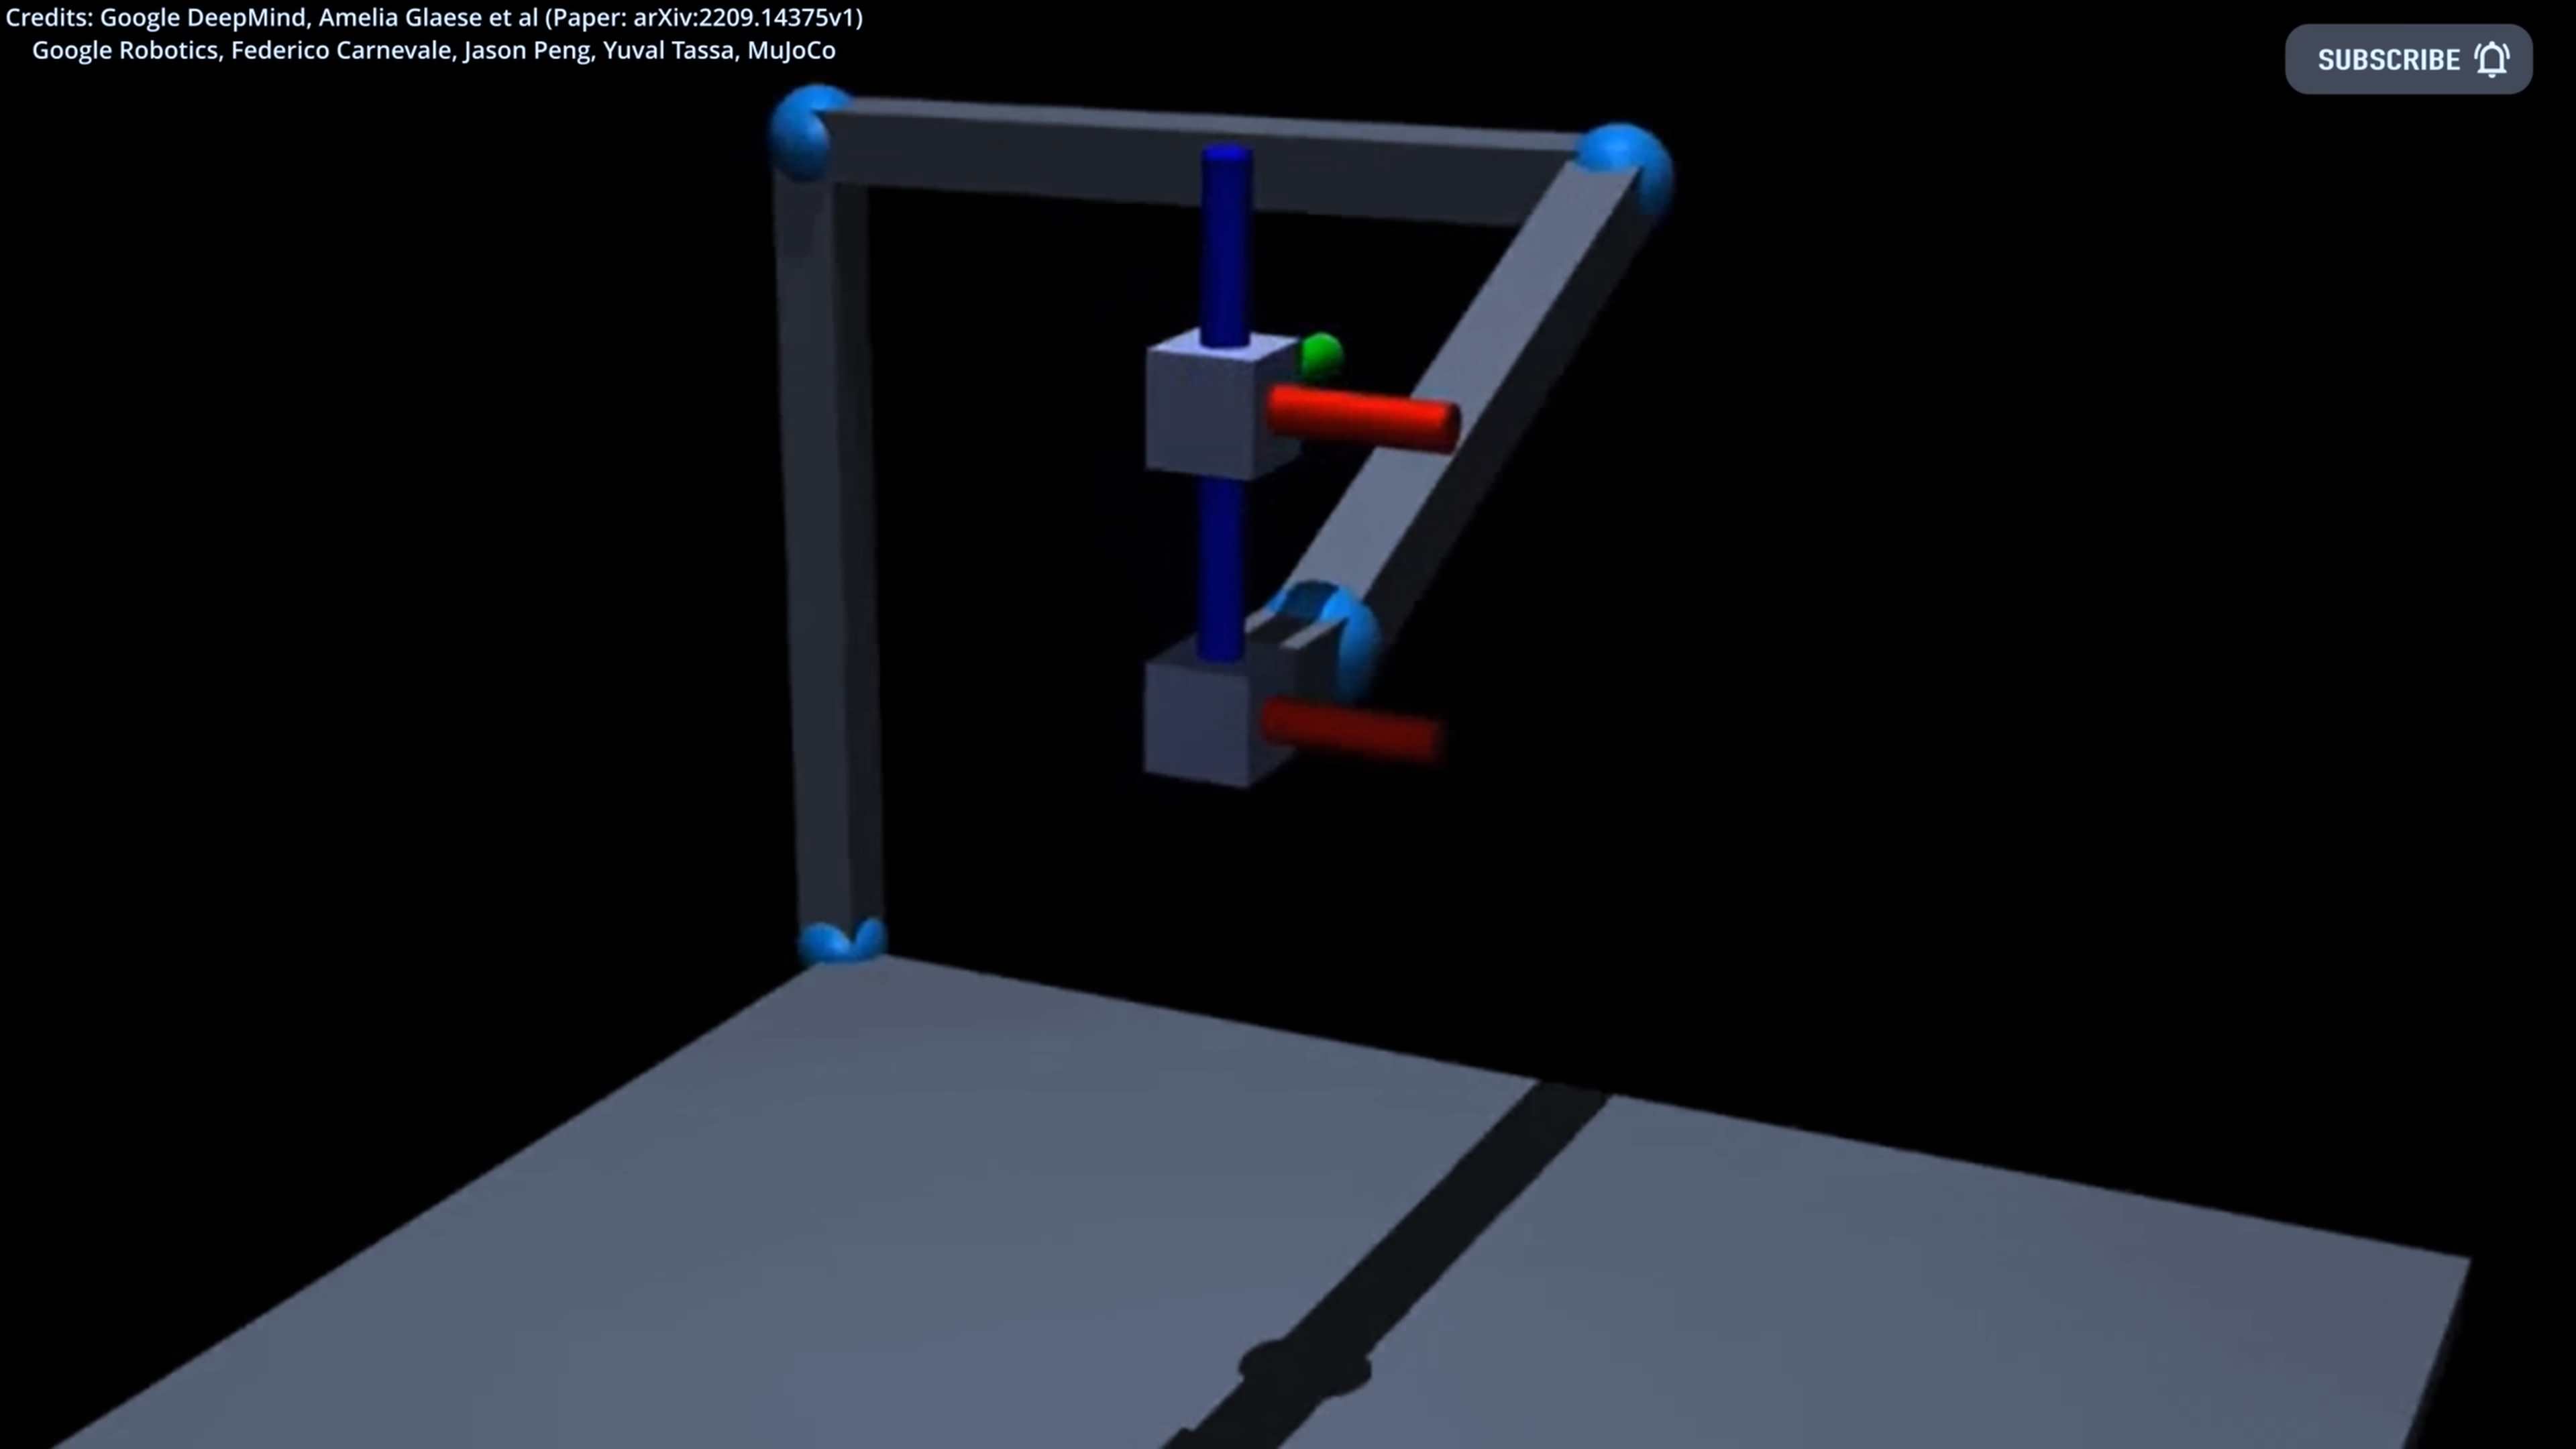 Credits: Google DeepMind, Amelia Glaese et al (Paper: arXiv:2209.14375v1)
Google Robotics, Federico Carnevale, Jason Peng, Yuval Tassa, MuJoCo
SUBSCRIBE